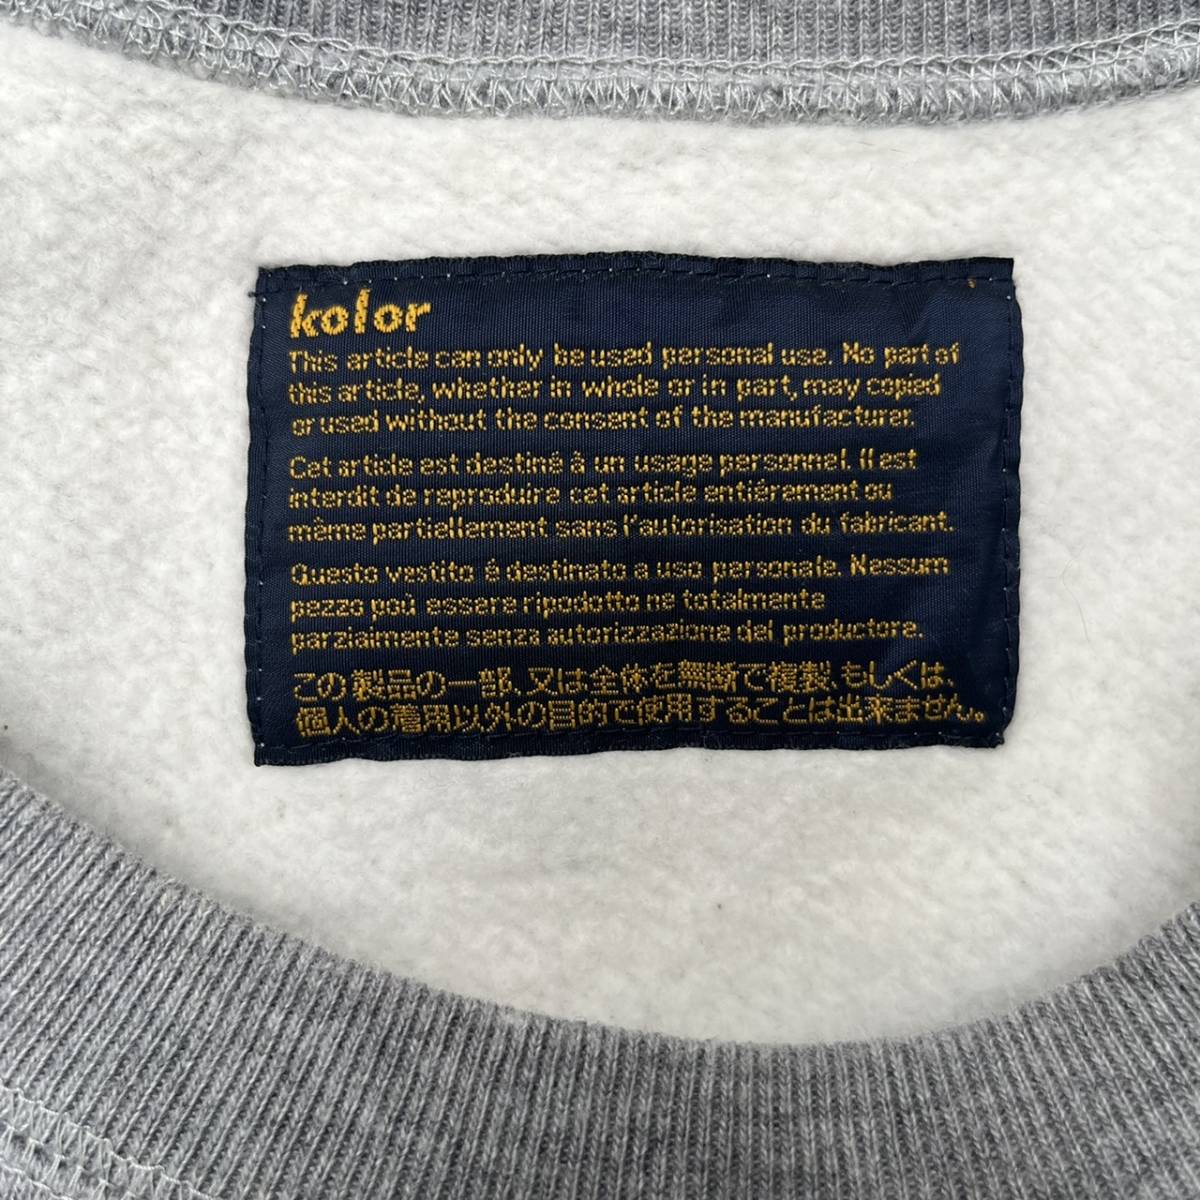 kolor
This article can only be used personal use. No part of
this article, whether in whole or in part, may copied
or used without the consent of the manufacturer.
Cet article est destiné à un usage personnel. Il est
interdit de reproduire cet article entiérement ou
mème partiellement sans l'autorisation du fabricant.
Questo vestito é destinato a uso personale. Nessum
pezzo poù essere ripodotto ne totalmente
parziaimente senza autorizzazione del productore.
この製品の一部、又は全体を無断で複製、もしくは、
個人の着用以外の目的で使用することは出来ません。